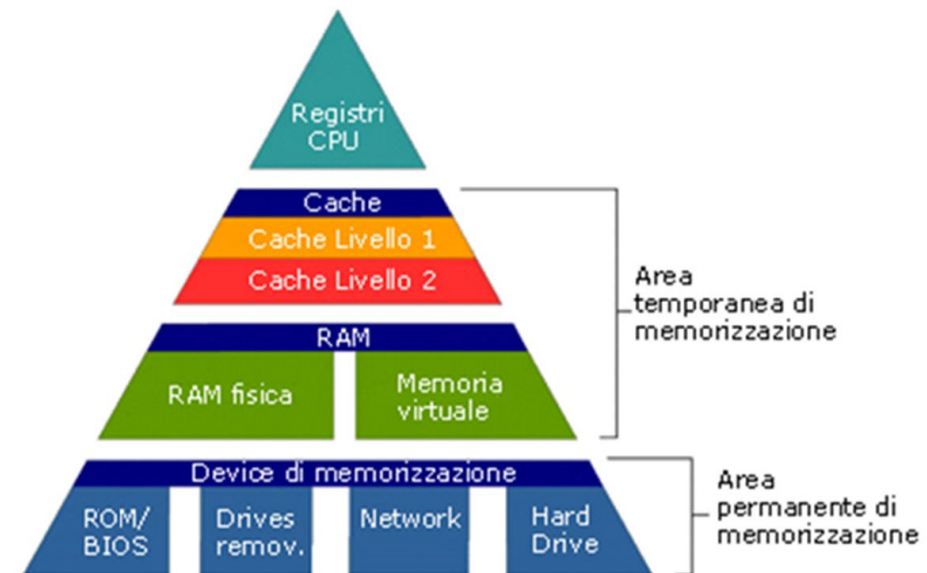 Registri
CPU
Cache
Cache Livello 1
Cache Livello 2
Area
temporanea di
memorizzazione
RAM
RAM fisica
Memoria
virtuale
Device di memorizzazione
ROM/
BIOS
Drives
remov.
Network
Hard
Drive
Area
permanente di
memorizzazione